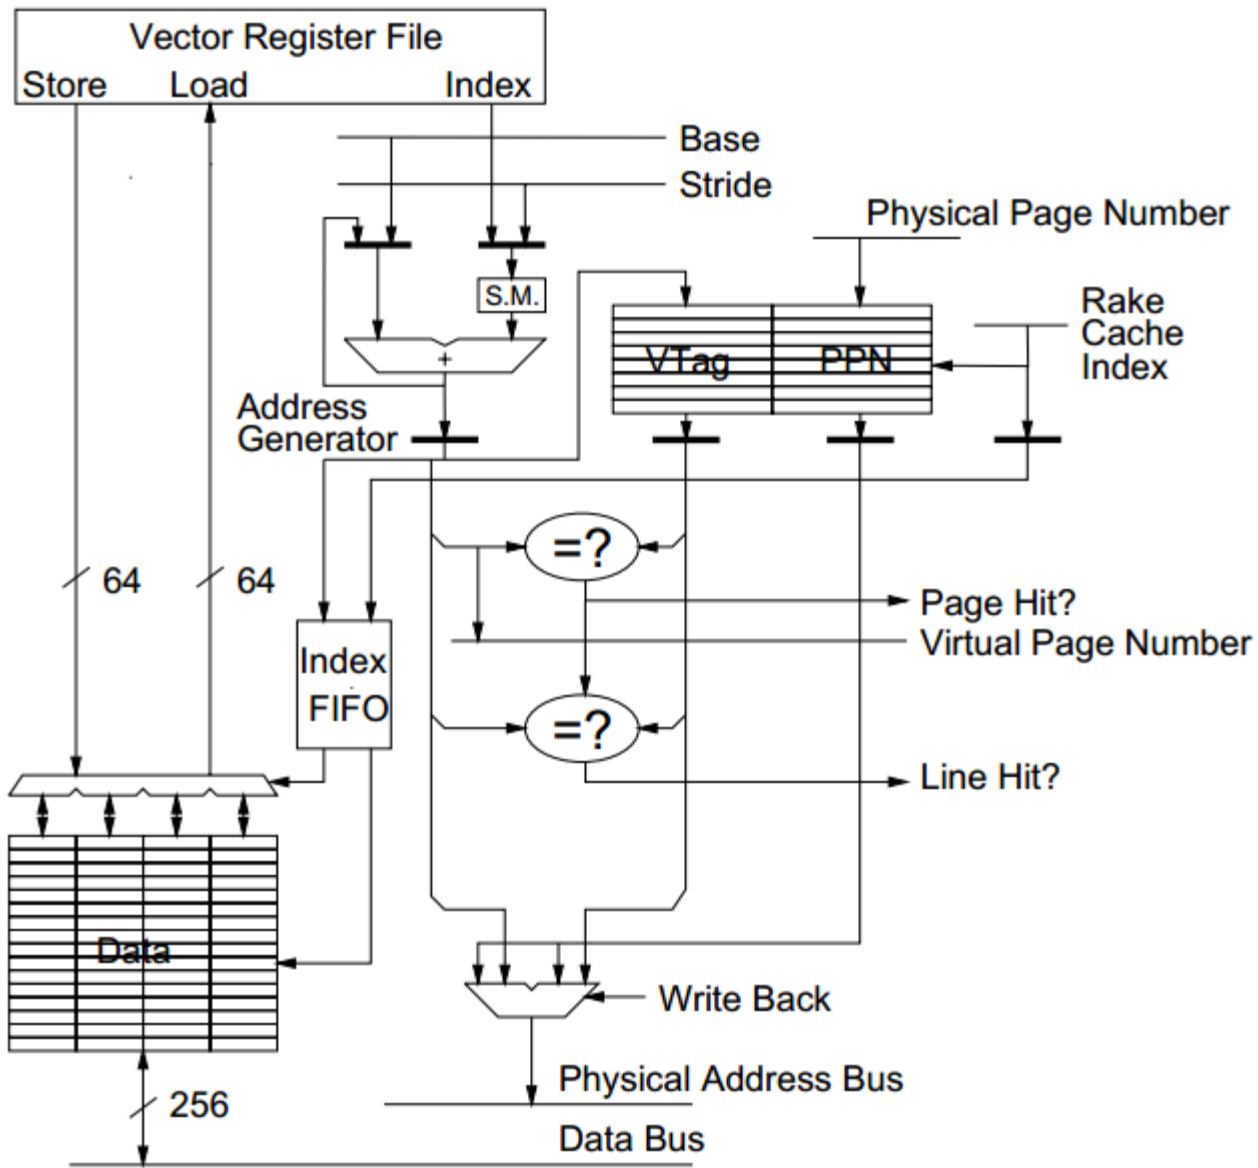 Vector Register File
Store Load Index
Base
Stride
Physical Page Number
S.M.
Rake
Cache
Index
+
VTag PPN
Address
Generator
=?
64 64
Page Hit?
Virtual Page Number
Index
FIFO
=?
Line Hit?
Data
Write Back
Physical Address Bus
256
Data Bus